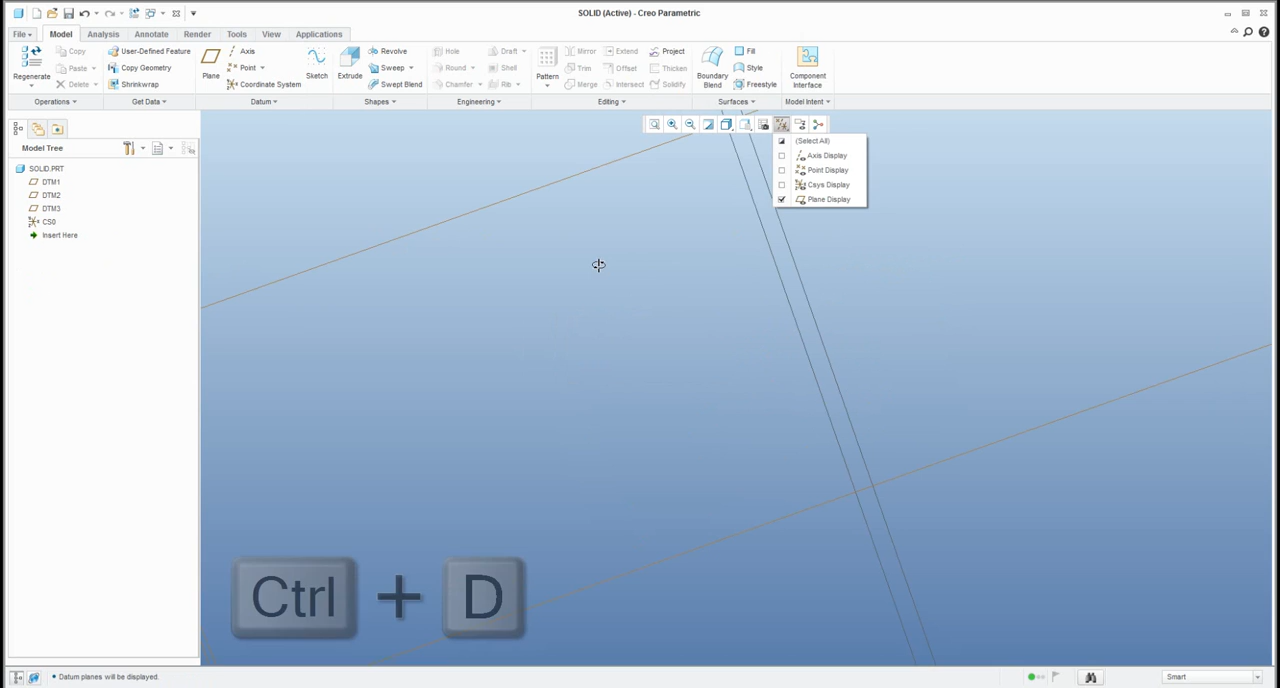 SOLID (Active) - Creo Parametric
File Model Analysis Annotate Render Tools View Applications
Regenerate
Copy
Paste
Delete
User-Defined Feature
Copy Geometry
Shrinkwrap
Plane
Axis
Point
Coordinate System
Sketch
Extrude
Revolve
Sweep
Swept Blend
Hole
Round
Chamfer
Draft
Shell
Rib
Pattern
Mirror
Trim
Merge
Extend
Offset
Intersect
Project
Thicken
Solidify
Boundary
Blend
Fill
Style
Freestyle
Component
Interface
Operations Get Data Datum Shapes Engineering Editing Surfaces Model Intent
Model Tree
SOLID.PRT
DTM1
DTM2
DTM3
CS0
Insert Here
(Select All)
Axis Display
Point Display
Csys Display
Plane Display
Ctrl + D
• Datum planes will be displayed.
Smart